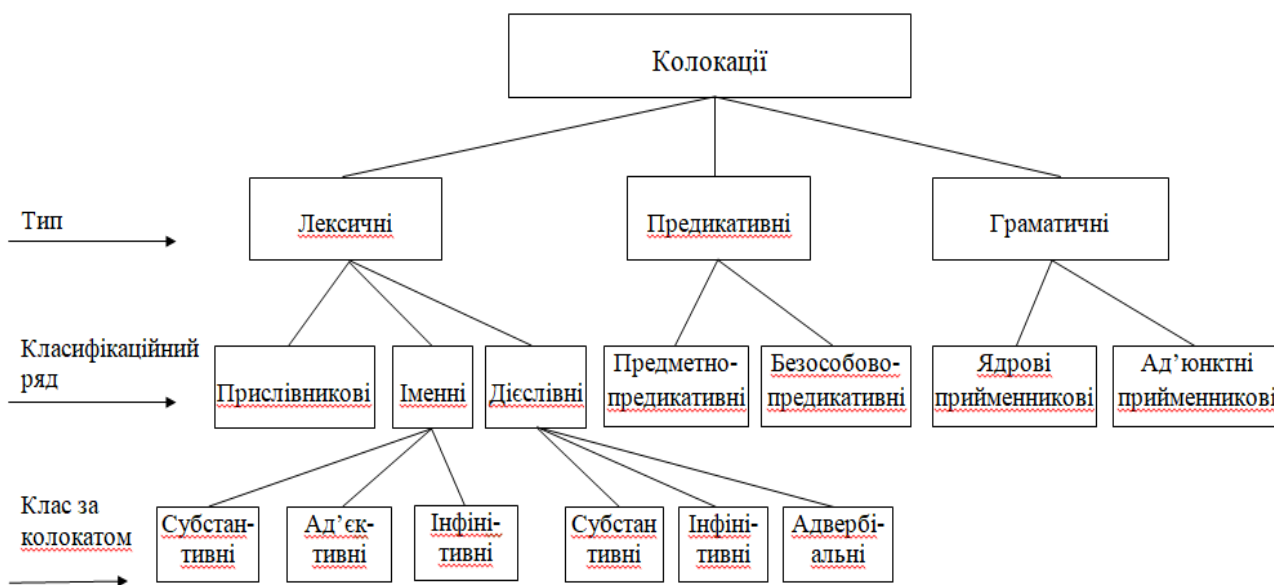 Колокації
Тип
Лексичні
Предикативні
Граматичні
Класифікаційний
ряд
Прислівникові
Іменні
Дієслівні
Предметно-
предикативні
Безособово-
предикативні
Ядрові
прийменникові
Ад’юнктні
прийменникові
Клас за
колокатом
Субстан-
тивні
Ад’єк-
тивні
Інфіні-
тивні
Субстан
тивні
Інфіні-
тивні
Адвербі-
альні